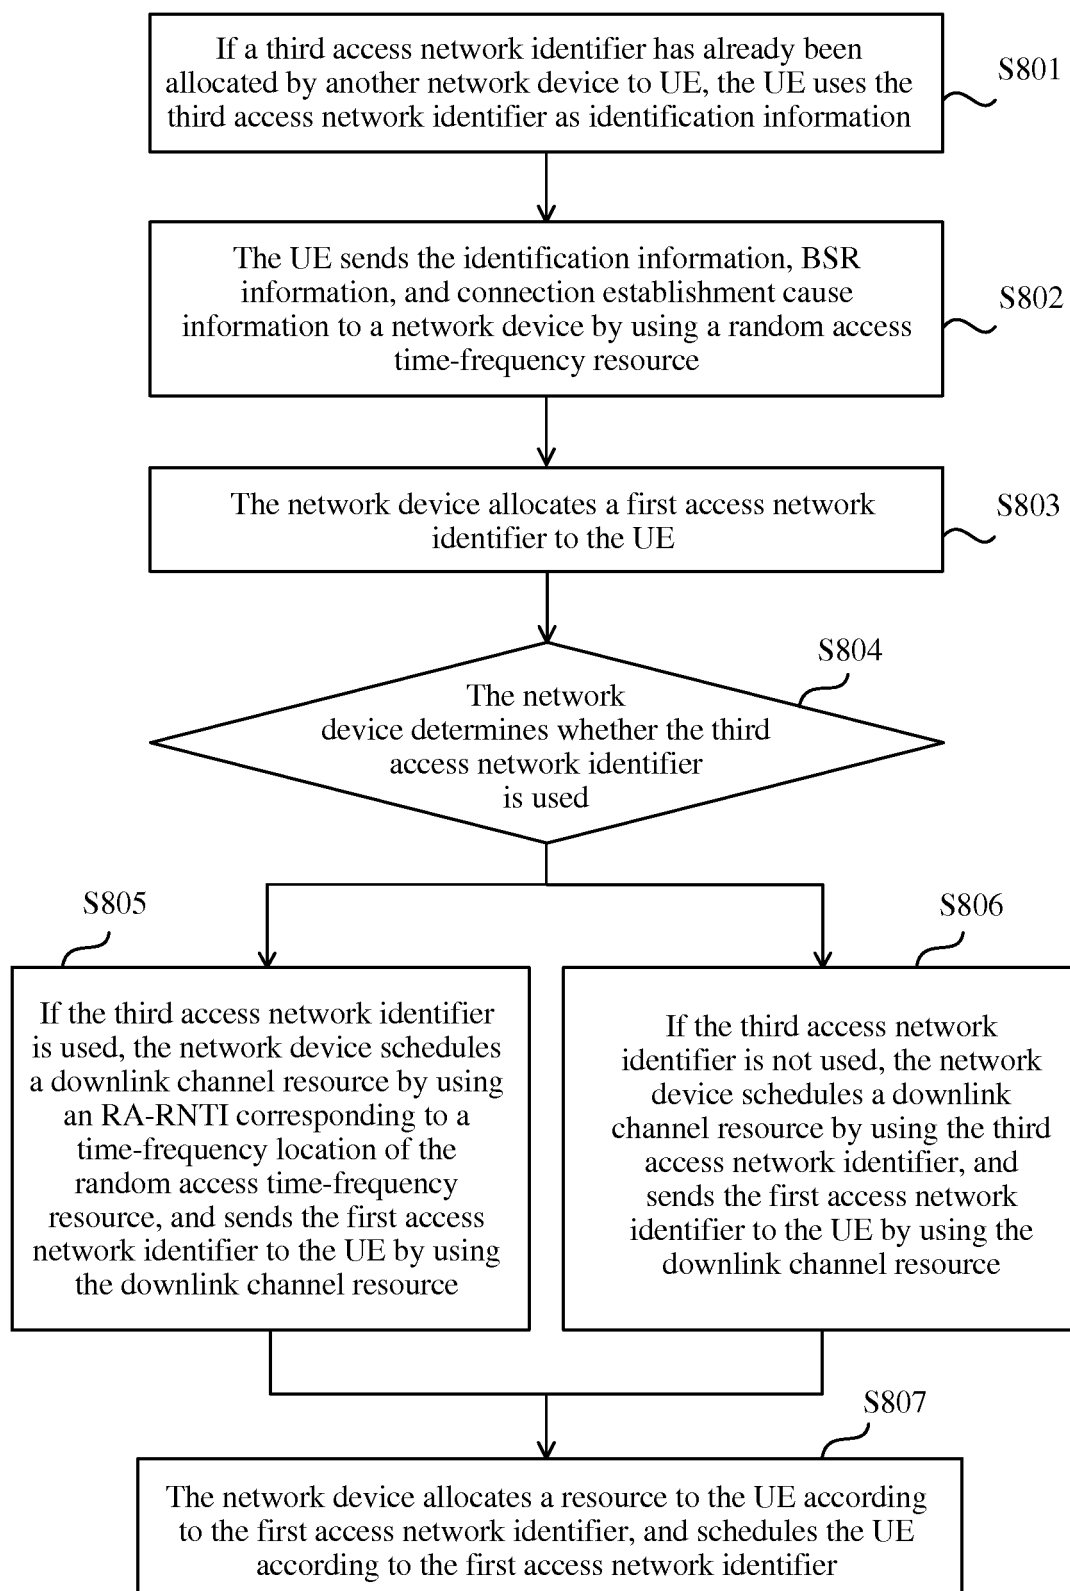 If a third access network identifier has already been
allocated by another network device to UE, the UE uses the
third access network identifier as identification information
S801
The UE sends the identification information, BSR
information, and connection establishment cause
information to a network device by using a random access
time-frequency resource
S802
The network device allocates a first access network
identifier to the UE
S803
S804
The network
device determines whether the third
access network identifier
is used
S805
If the third access network identifier
is used, the network device schedules
a downlink channel resource by using
an RA-RNTI corresponding to a
time-frequency location of the
random access time-frequency
resource, and sends the first access
network identifier to the UE by using
the downlink channel resource
S806
If the third access network
identifier is not used, the network
device schedules a downlink
channel resource by using the third
access network identifier, and
sends the first access network
identifier to the UE by using the
downlink channel resource
S807
The network device allocates a resource to the UE according
to the first access network identifier, and schedules the UE
according to the first access network identifier